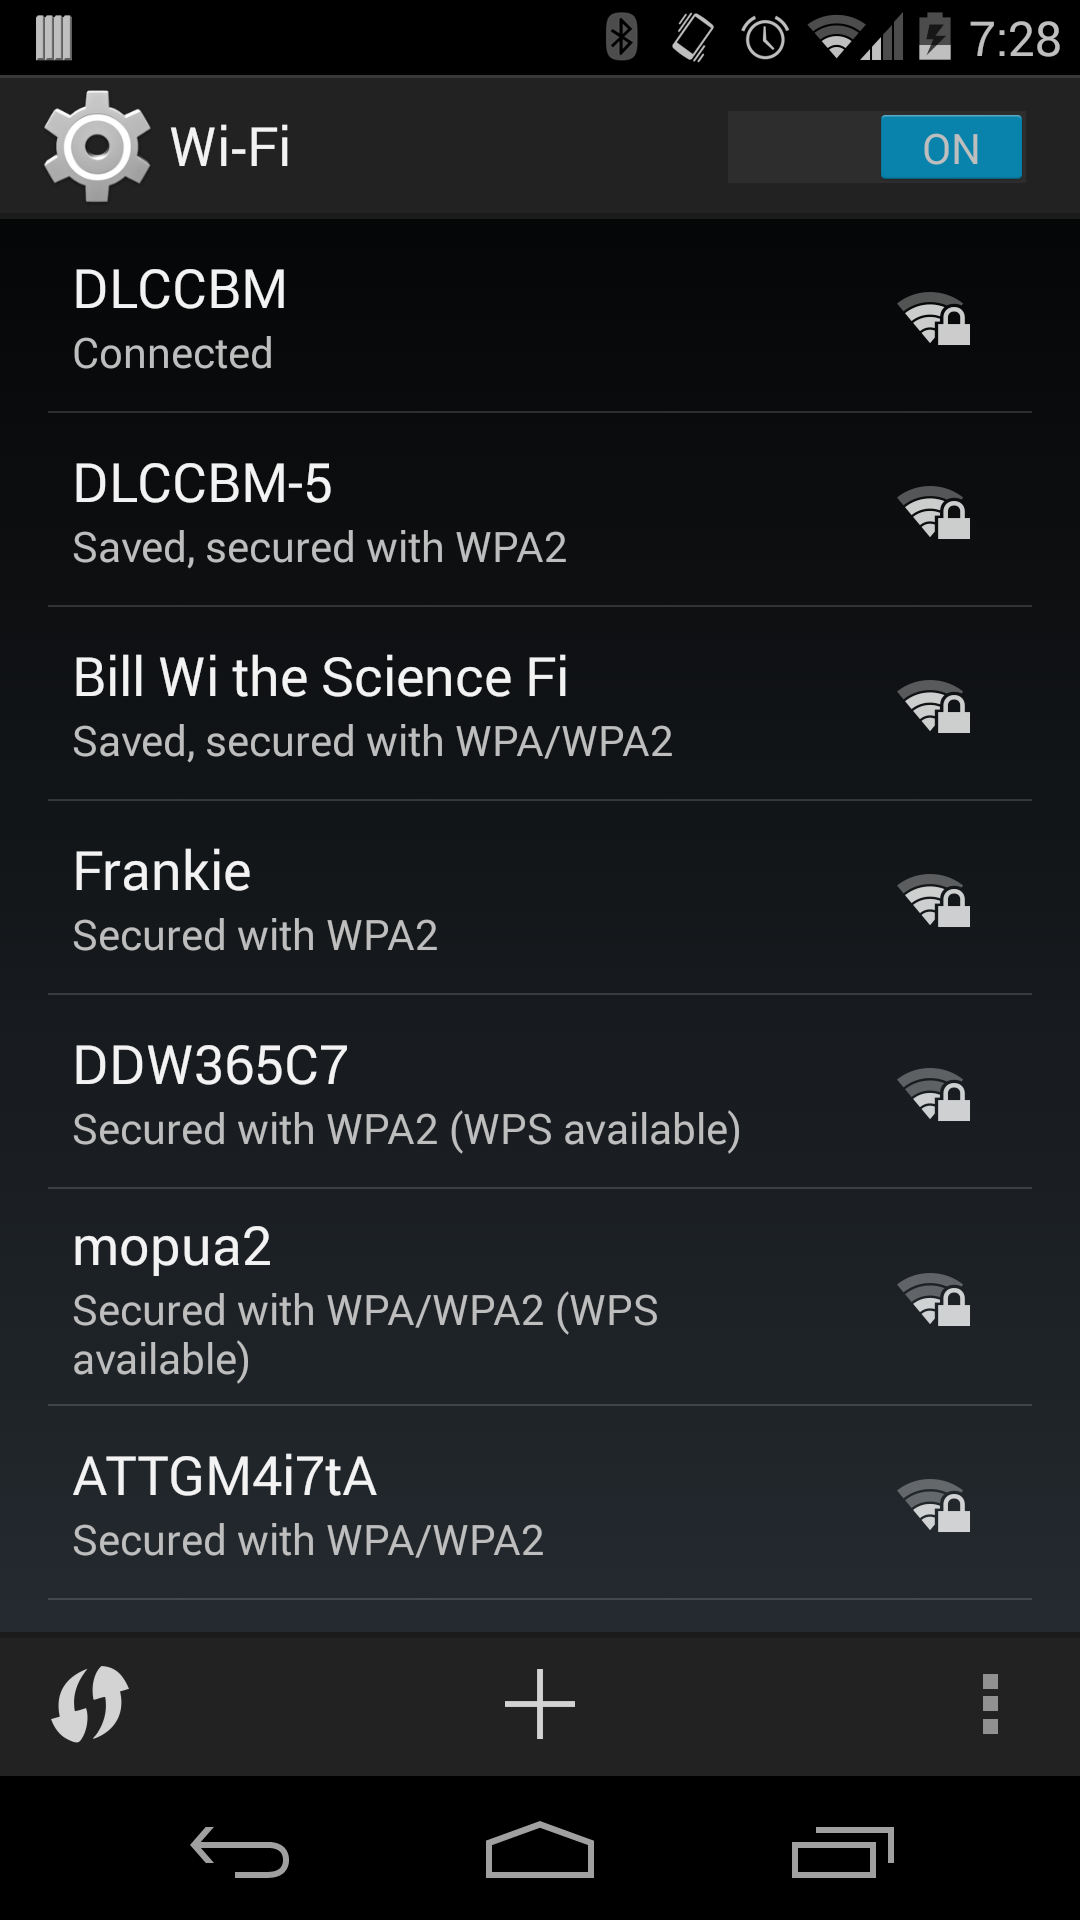 7:28
Wi-Fi
ON
DLCCBM
Connected
DLCCBM-5
Saved, secured with WPA2
Bill Wi the Science Fi
Saved, secured with WPA/WPA2
Frankie
Secured with WPA2
DDW365C7
Secured with WPA2 (WPS available)
mopua2
Secured with WPA/WPA2 (WPS
available)
ATTGM4i7tA
Secured with WPA/WPA2